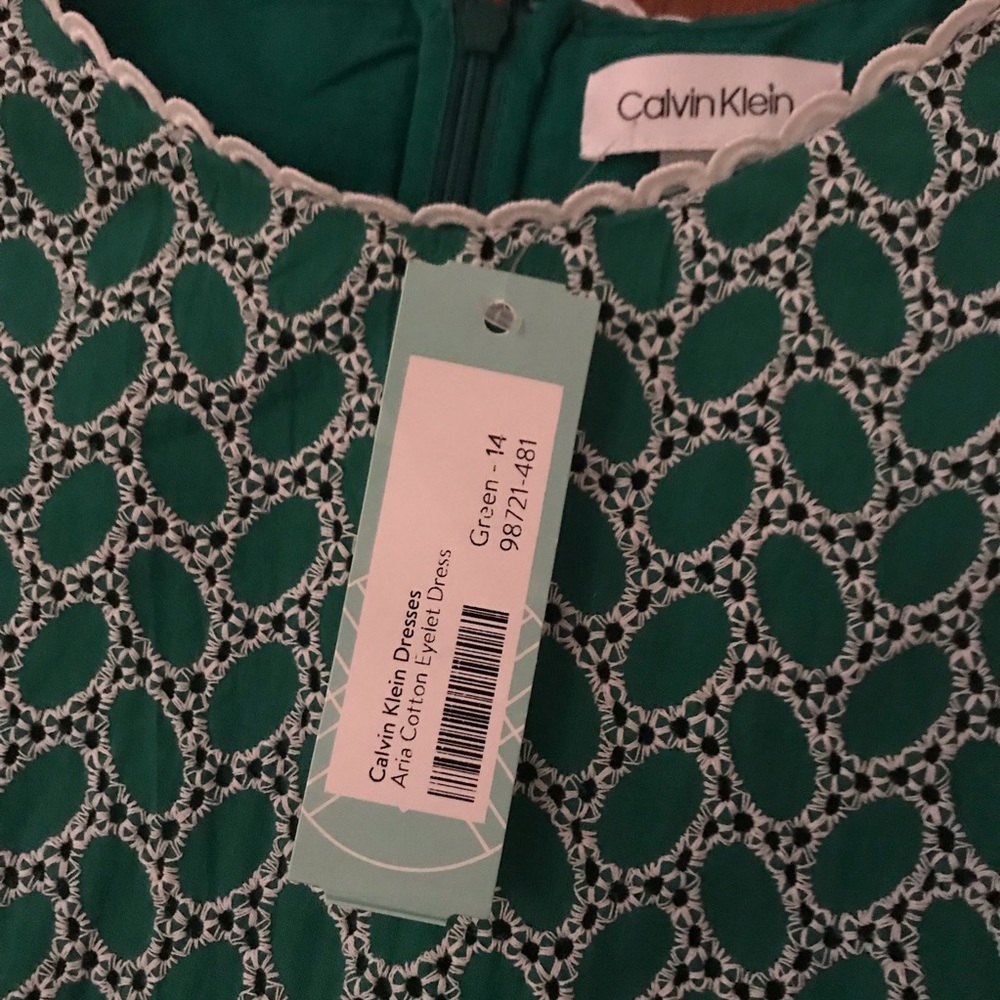 Calvin Klein
Calvin Klein Dresses
Aria Cotton Eyelet Dress
Green - 14
98721-481